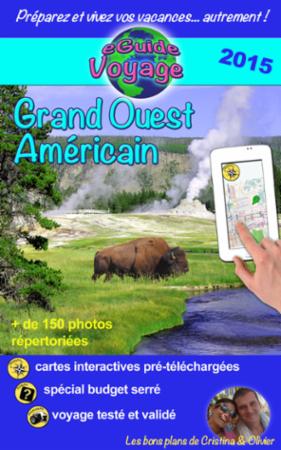 Préparez et vivez vos vacances... autrement !
eGuide
Voyage
2015
Grand Ouest
Américain
+ de 150 photos
répertoriées
cartes interactives pré-téléchargées
spécial budget serré
voyage testé et validé
Les bons plans de Cristina & Olivier